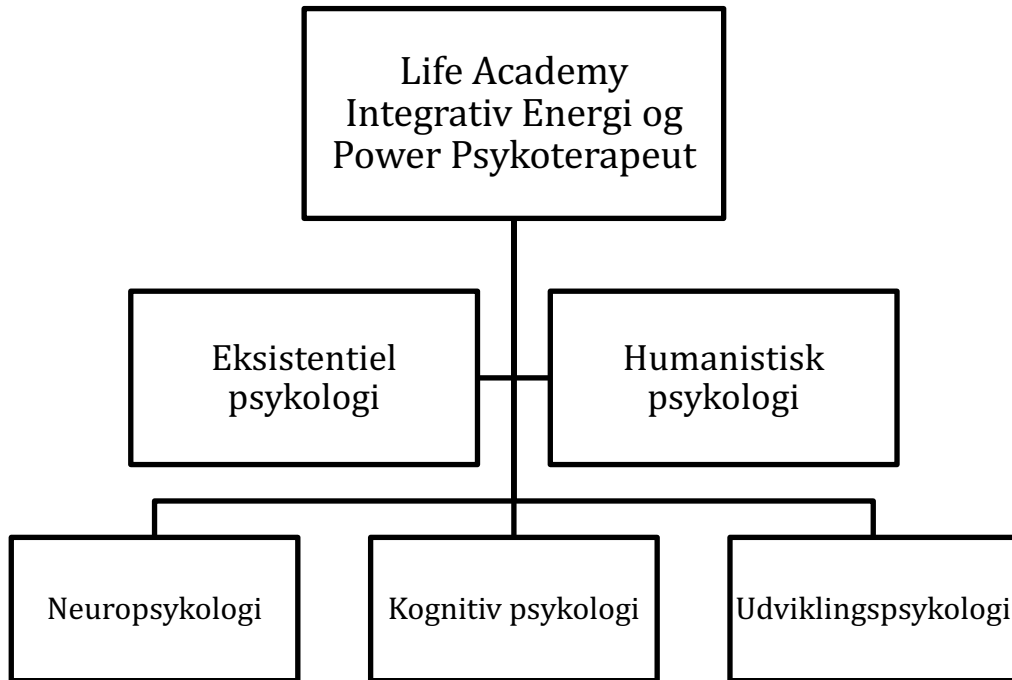 Life Academy
Integrativ Energi og
Power Psykoterapeut
Eksistentiel
psykologi
Humanistisk
psykologi
Neuropsykologi
Kognitiv psykologi
Udviklingspsykologi